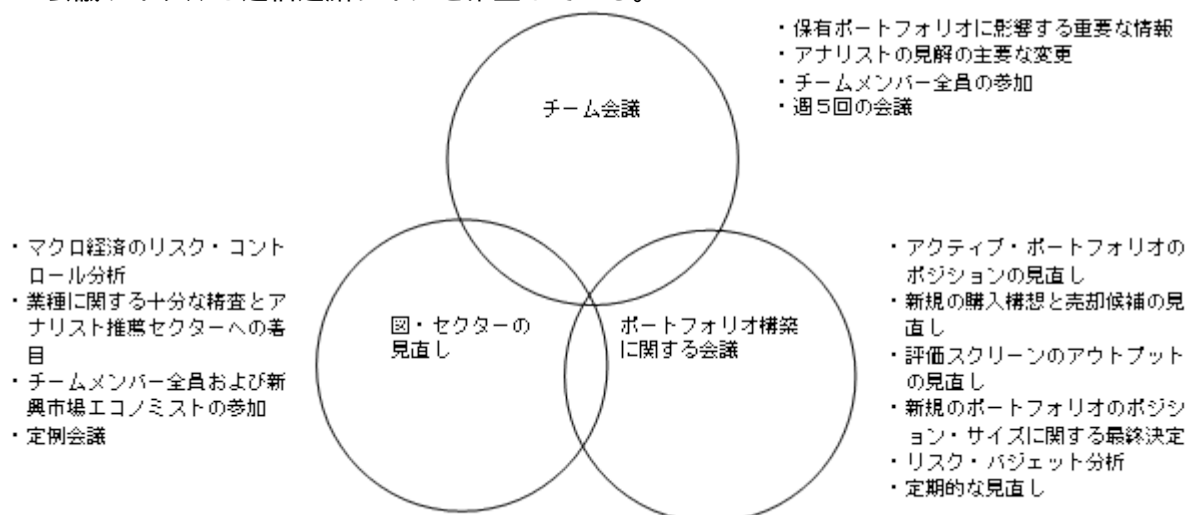 ・保有ポートフォリオに影響する重要な情報
・アナリストの見解の主要な変更
・チームメンバー全員の参加
・週5回の会議
チーム会議
・マクロ経済のリスク・コント
ロール分析
・業種に関する十分な精査とア
ナリスト推薦セクターへの着
目
・チームメンバー全員および新
興市場エコノミストの参加
・定例会議
図・セクターの
見直し
ポートフォリオ構築
に関する会議
・アクティブ・ポートフォリオの
ポジションの見直し
・新規の購入構想と売却候補の見
直し
・評価スクリーンのアウトプット
の見直し
・新規のポートフォリオのポジシ
ョン・サイズに関する最終決定
・リスク・バジェット分析
・定期的な見直し